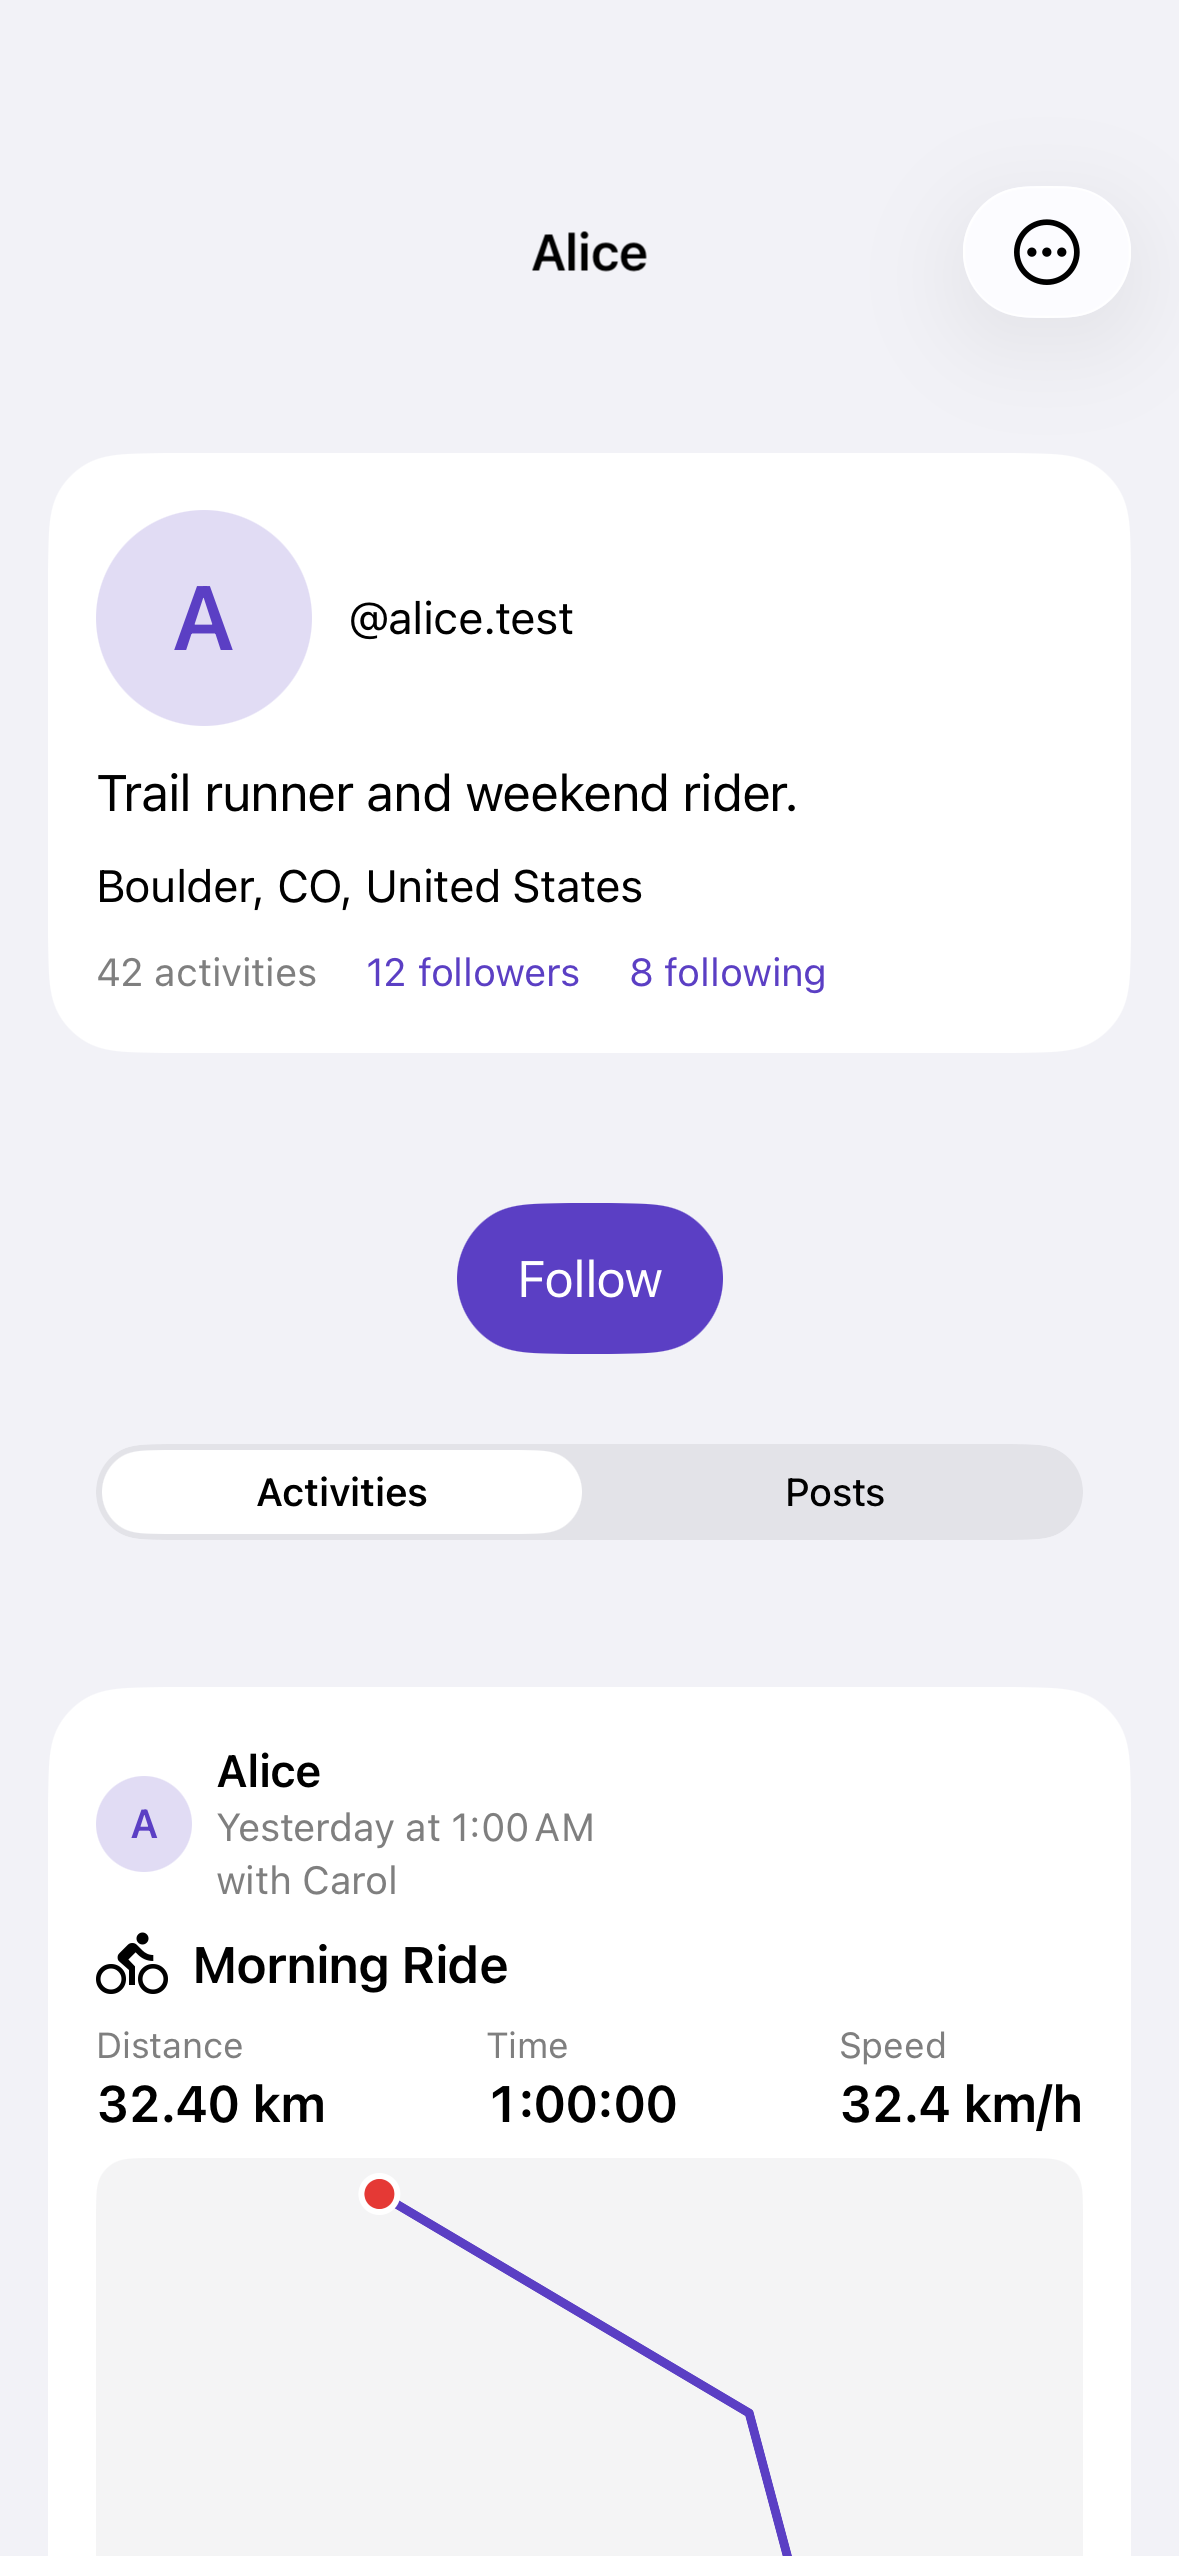 Alice
A
@alice.test
Trail runner and weekend rider.
Boulder, CO, United States
42 activities 12 followers 8 following
Follow
Activities Posts
Alice
A
Yesterday at 1:00 AM
with Carol
Morning Ride
Distance Time Speed
32.40 km 1:00:00 32.4 km/h